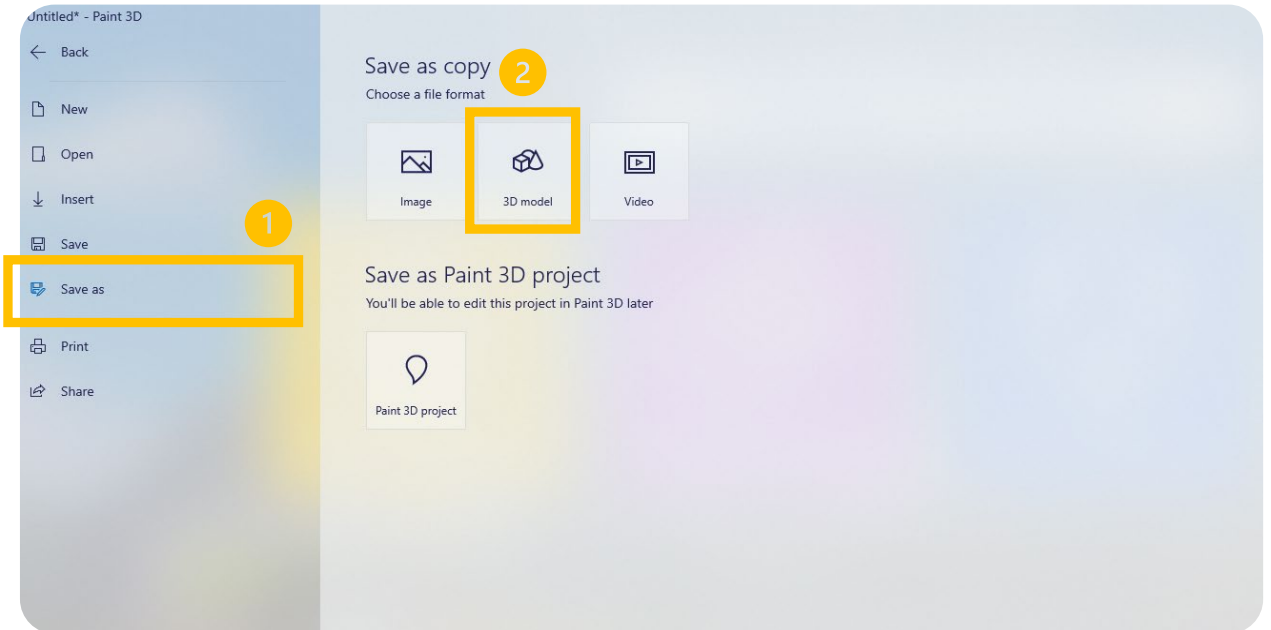 Untitled* - Paint 3D
Back
New
Open
Insert
1
Save
Save as
Print
Share
Save as copy
2
Choose a file format
Image
3D model
Video
Save as Paint 3D project
You'll be able to edit this project in Paint 3D later
Paint 3D project